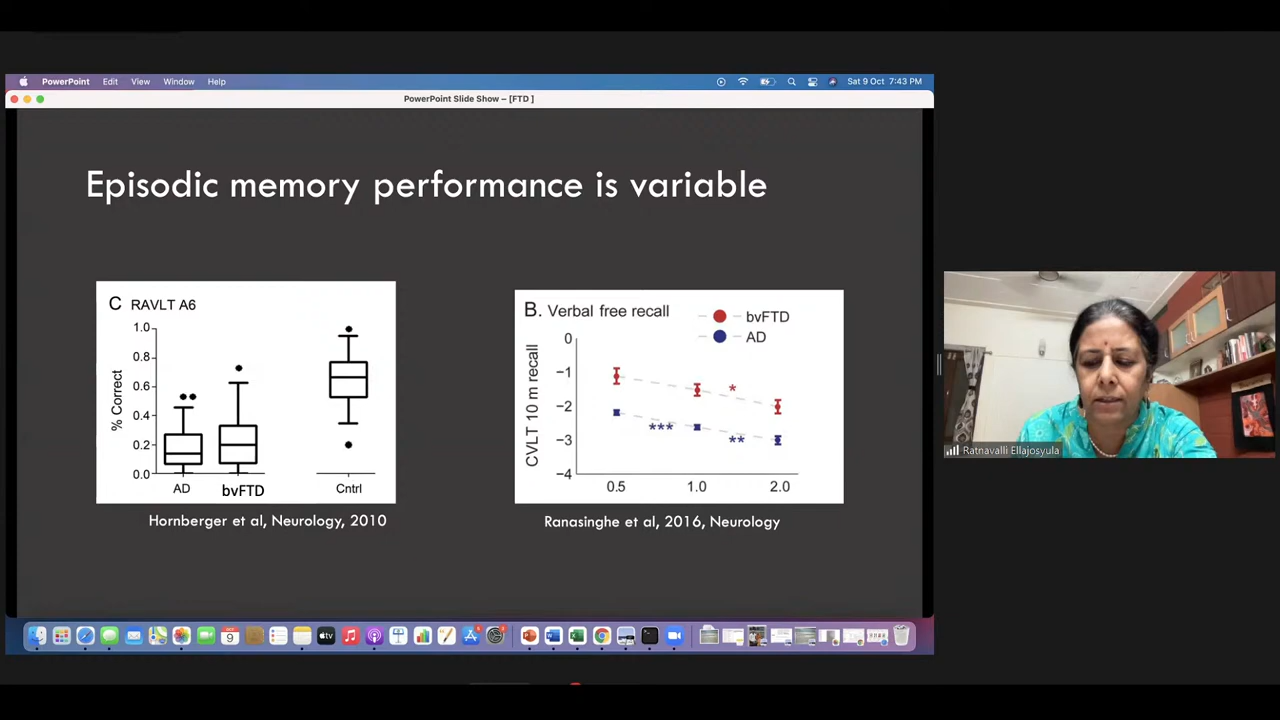 PowerPoint Edit View Window Help Sat 9 Oct 7:43 PM
PowerPoint Slide Show – [FTD ]
Episodic memory performance is variable
C RAVLT A6
% Correct
1.0
0.8
0.6
0.4
0.2
0.0
AD bvFTD Cntrl
Hornberger et al, Neurology, 2010
B. Verbal free recall
bvFTD
AD
CVLT 10 m recall
0
−1
−2
−3
−4
*
*** **
0.5 1.0 2.0
Ranasinghe et al, 2016, Neurology
Ratnavalli Ellajosyula
OCT
9
tv